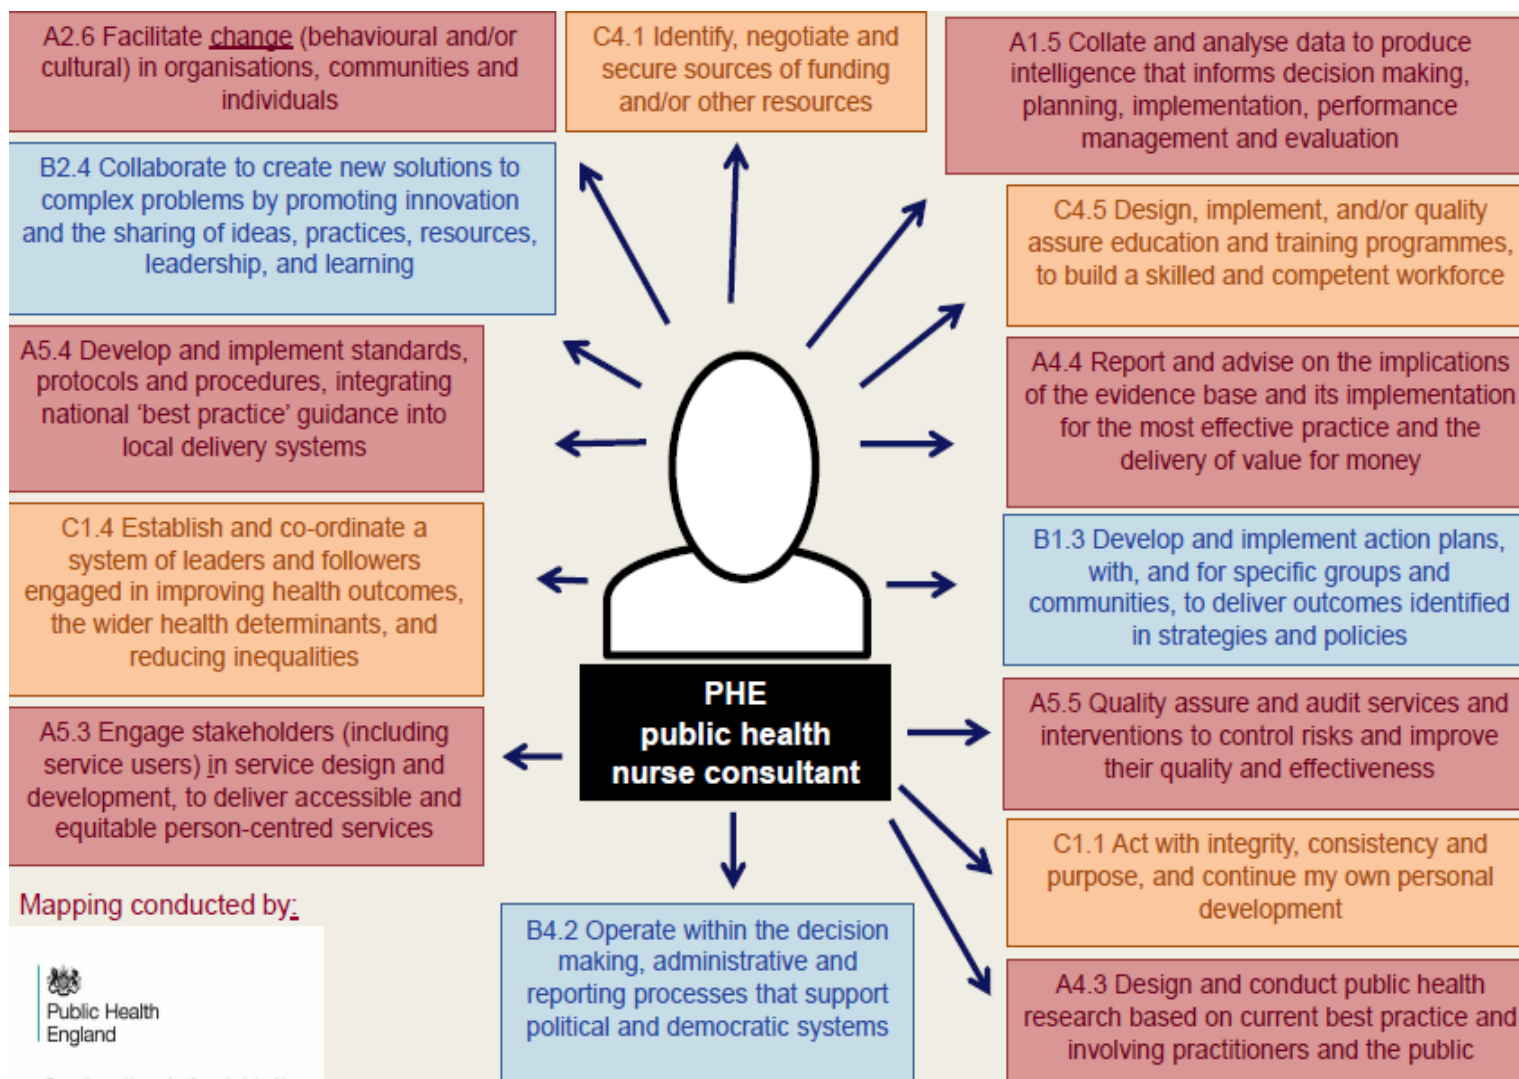 A2.6 Facilitate change (behavioural and/or
cultural) in organisations, communities and
individuals
C4.1 Identify, negotiate and
secure sources of funding
and/or other resources
A1.5 Collate and analyse data to produce
intelligence that informs decision making,
planning, implementation, performance
management and evaluation
B2.4 Collaborate to create new solutions to
complex problems by promoting innovation
and the sharing of ideas, practices, resources,
leadership, and learning
C4.5 Design, implement, and/or quality
assure education and training programmes,
to build a skilled and competent workforce
A5.4 Develop and implement standards,
protocols and procedures, integrating
national ‘best practice’ guidance into
local delivery systems
A4.4 Report and advise on the implications
of the evidence base and its implementation
for the most effective practice and the
delivery of value for money
C1.4 Establish and co-ordinate a
system of leaders and followers
engaged in improving health outcomes,
the wider health determinants, and
reducing inequalities
B1.3 Develop and implement action plans,
with, and for specific groups and
communities, to deliver outcomes identified
in strategies and policies
PHE
public health
nurse consultant
A5.3 Engage stakeholders (including
service users) in service design and
development, to deliver accessible and
equitable person-centred services
A5.5 Quality assure and audit services and
interventions to control risks and improve
their quality and effectiveness
C1.1 Act with integrity, consistency and
purpose, and continue my own personal
development
Mapping conducted by:
Public Health
England
B4.2 Operate within the decision
making, administrative and
reporting processes that support
political and democratic systems
A4.3 Design and conduct public health
research based on current best practice and
involving practitioners and the public